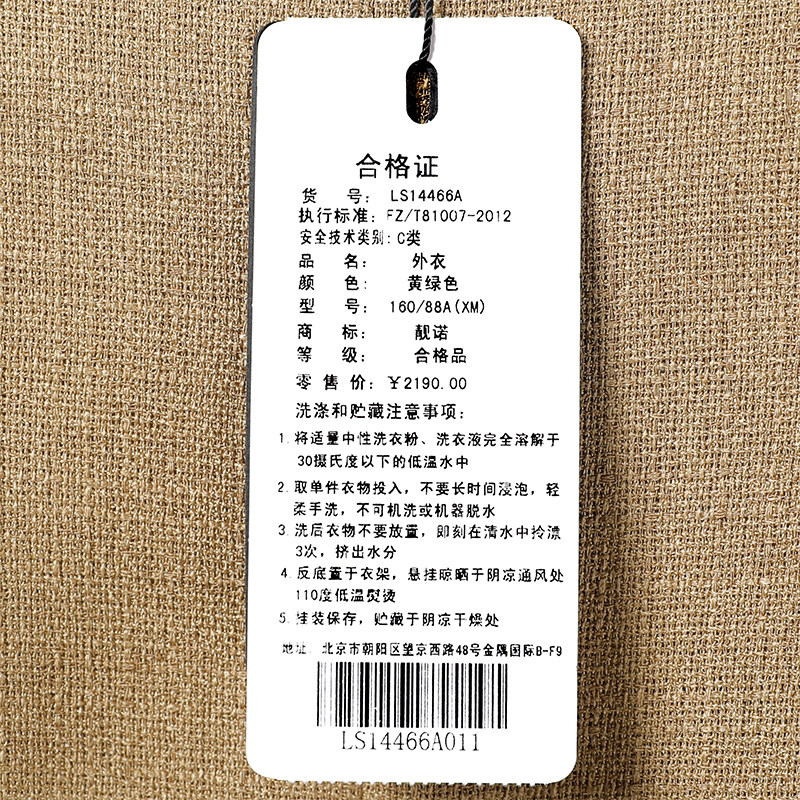 合格证
货 号: LS14466A
执行标准: FZ/T81007-2012
安全技术类别: C类
品 名: 外衣
颜 色: 黄绿色
型 号: 160/88A(XM)
商 标: 靓诺
等 级: 合格品
零 售 价: ¥2190.00
洗涤和贮藏注意事项:
1. 将适量中性洗衣粉、洗衣液完全溶解于
30摄氏度以下的低温水中
2. 取单件衣物投入，不要长时间浸泡，轻
柔手洗，不可机洗或机器脱水
3. 洗后衣物不要放置，即刻在清水中拎漂
3次，挤出水分
4. 反底置于衣架，悬挂晾晒于阴凉通风处
110度低温熨烫
5. 挂装保存，贮藏于阴凉干燥处
地址: 北京市朝阳区望京西路48号金隅国际B-F9
LS14466A011